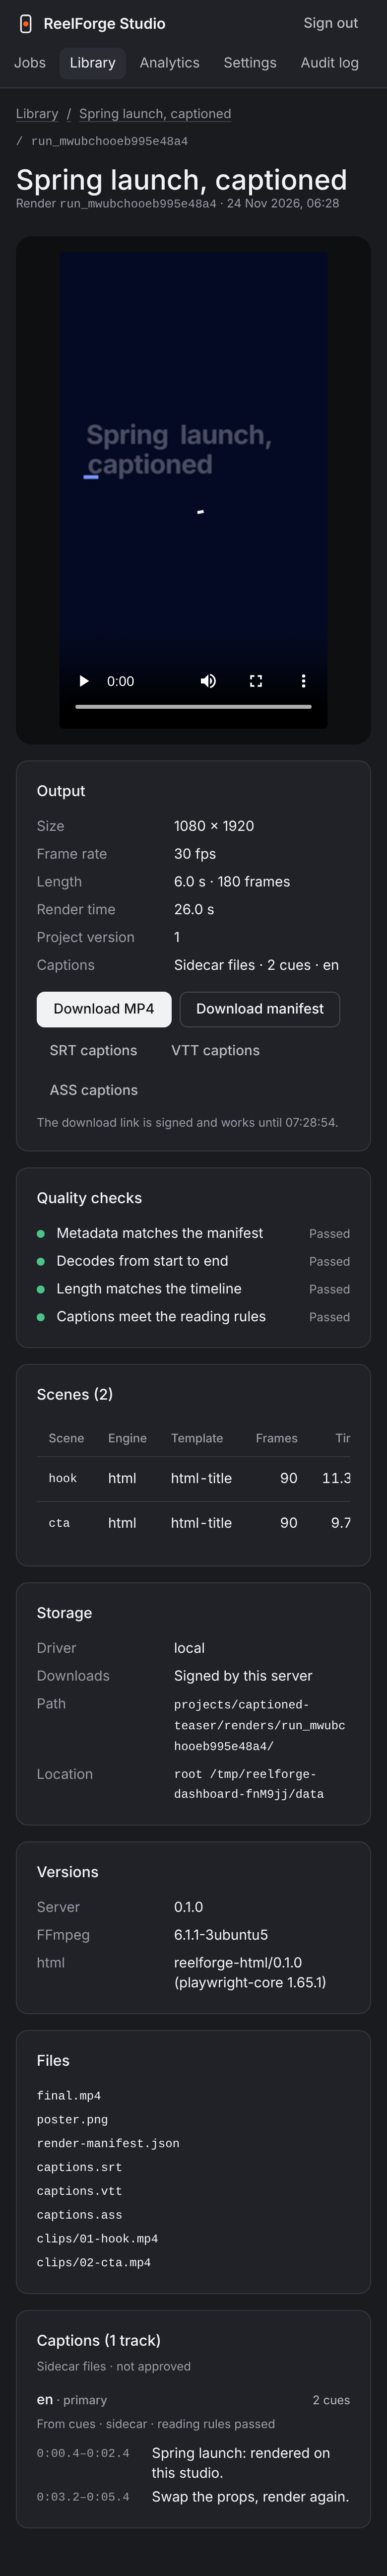 ReelForge Studio Sign out
Jobs Library Analytics Settings Audit log
Library / Spring launch, captioned
/ run_mwubchooeb995e48a4
Spring launch, captioned
Render run_mwubchooeb995e48a4 · 24 Nov 2026, 06:28
Spring launch,
captioned
0:00
Output
Size 1080 × 1920
Frame rate 30 fps
Length 6.0 s · 180 frames
Render time 26.0 s
Project version 1
Captions Sidecar files · 2 cues · en
Download MP4 Download manifest
SRT captions VTT captions
ASS captions
The download link is signed and works until 07:28:54.
Quality checks
Metadata matches the manifest Passed
Decodes from start to end Passed
Length matches the timeline Passed
Captions meet the reading rules Passed
Scenes (2)
Scene Engine Template Frames
hook html html-title 90 11.3
cta html html-title 90 9.7
Storage
Driver local
Downloads Signed by this server
Path projects/captioned-
teaser/renders/run_mwubc
hooeb995e48a4/
Location root /tmp/reelforge-
dashboard-fnM9jj/data
Versions
Server 0.1.0
FFmpeg 6.1.1-3ubuntu5
html reelforge-html/0.1.0
(playwright-core 1.65.1)
Files
final.mp4
poster.png
render-manifest.json
captions.srt
captions.vtt
captions.ass
clips/01-hook.mp4
clips/02-cta.mp4
Captions (1 track)
Sidecar files · not approved
en · primary 2 cues
From cues · sidecar · reading rules passed
0:00.4–0:02.4 Spring launch: rendered on
this studio.
0:03.2–0:05.4 Swap the props, render again.